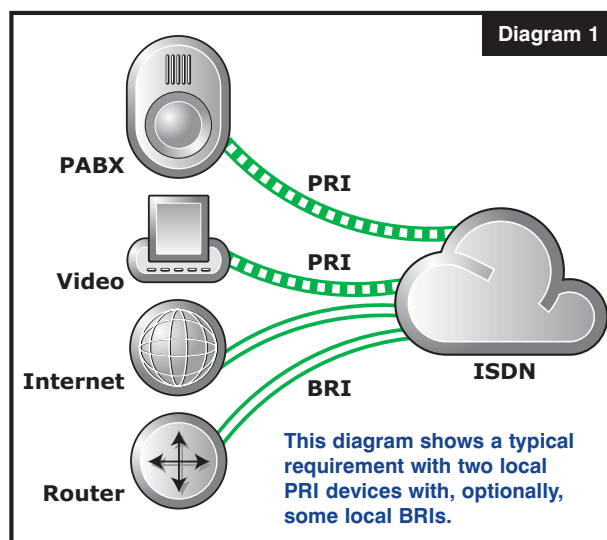 Diagram 1
PABX
PRI
Video
PRI
Internet
ISDN
BRI
Router
This diagram shows a typical
requirement with two local
PRI devices with, optionally,
some local BRIs.